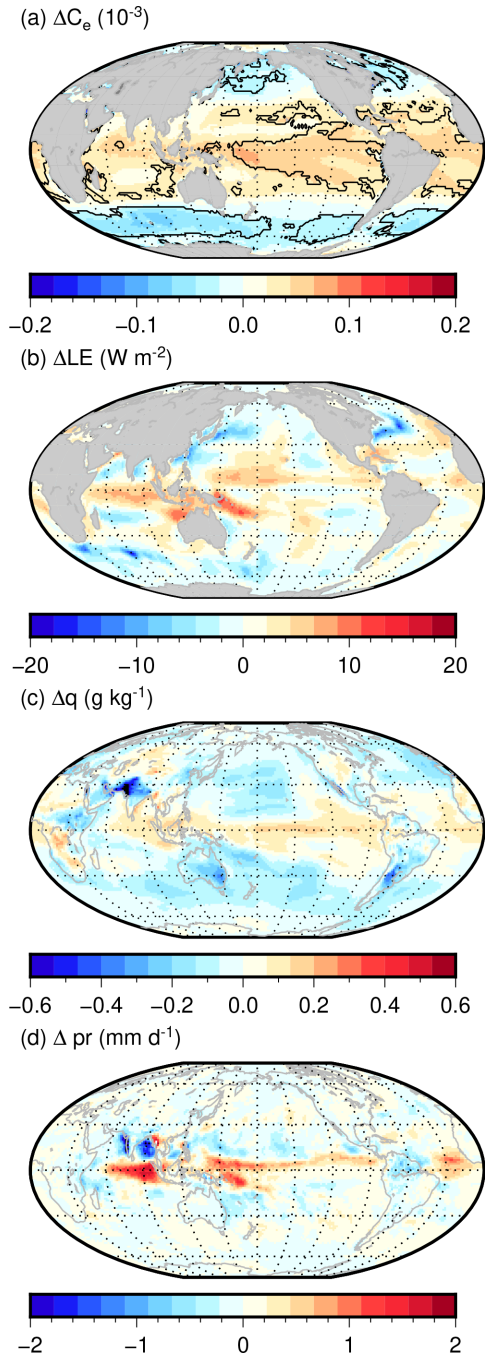 (a) ΔCₑ (10⁻³)
−0.2 −0.1 0.0 0.1 0.2
(b) ΔLE (W m⁻²)
−20 −10 0 10 20
(c) Δq (g kg⁻¹)
−0.6 −0.4 −0.2 0.0 0.2 0.4 0.6
(d) Δ pr (mm d⁻¹)
−2 −1 0 1 2